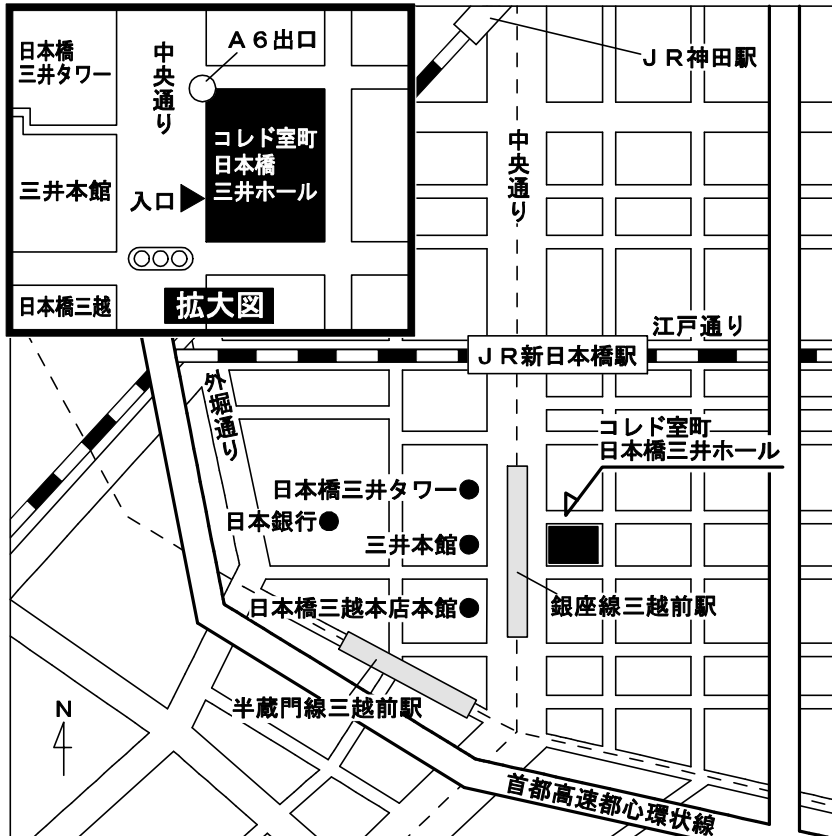 日本橋
三井タワー
中央通り
A6出口
コレド室町
日本橋
三井ホール
三井本館
入口
日本橋三越
拡大図
JR神田駅
中央通り
江戸通り
JR新日本橋駅
外堀通り
コレド室町
日本橋三井ホール
日本橋三井タワー
日本銀行
三井本館
日本橋三越本店本館
銀座線三越前駅
半蔵門線三越前駅
N
首都高速都心環状線